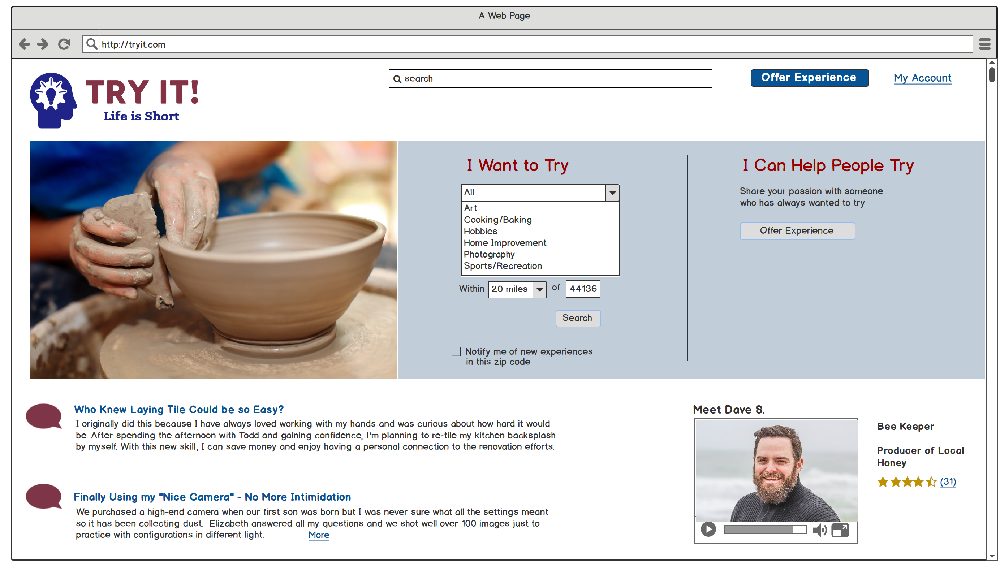 A Web Page
http://tryit.com
TRY IT!
Life is Short
search
Offer Experience
My Account
I Want to Try
All
Art
Cooking/Baking
Hobbies
Home Improvement
Photography
Sports/Recreation
Within 20 miles of 44136
Search
Notify me of new experiences
in this zip code
I Can Help People Try
Share your passion with someone
who has always wanted to try
Offer Experience
Who Knew Laying Tile Could be so Easy?
I originally did this because I have always loved working with my hands and was curious about how hard it would
be. After spending the afternoon with Todd and gaining confidence, I'm planning to re-tile my kitchen backsplash
by myself. With this new skill, I can save money and enjoy having a personal connection to the renovation efforts.
Finally Using my "Nice Camera" - No More Intimidation
We purchased a high-end camera when our first son was born but I was never sure what all the settings meant
so it has been collecting dust. Elizabeth answered all my questions and we shot well over 100 images just to
practice with configurations in different light. More
Meet Dave S.
Bee Keeper
Producer of Local
Honey
(31)